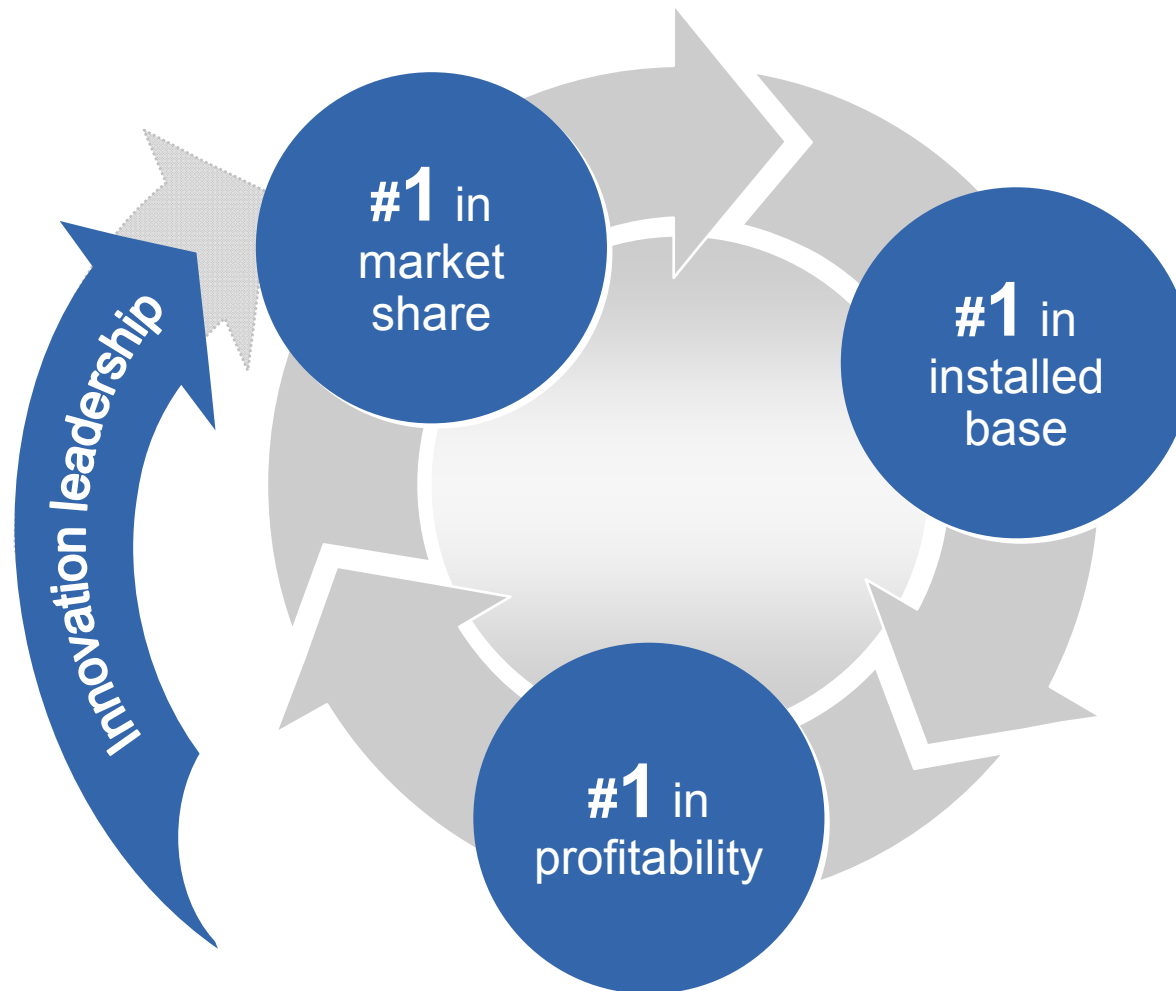 #1 in
market
share
#1 in
installed
base
#1 in
profitability
Innovation leadership